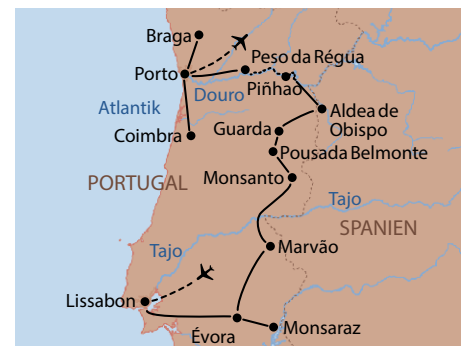 Braga
Porto
Peso da Régua
Douro
Piñhao
Atlantik
Aldea de
Obispo
Coimbra
Guarda
Pousada Belmonte
PORTUGAL
Monsanto
Tajo
SPANIEN
Tajo
Marvão
Lissabon
Évora
Monsaraz